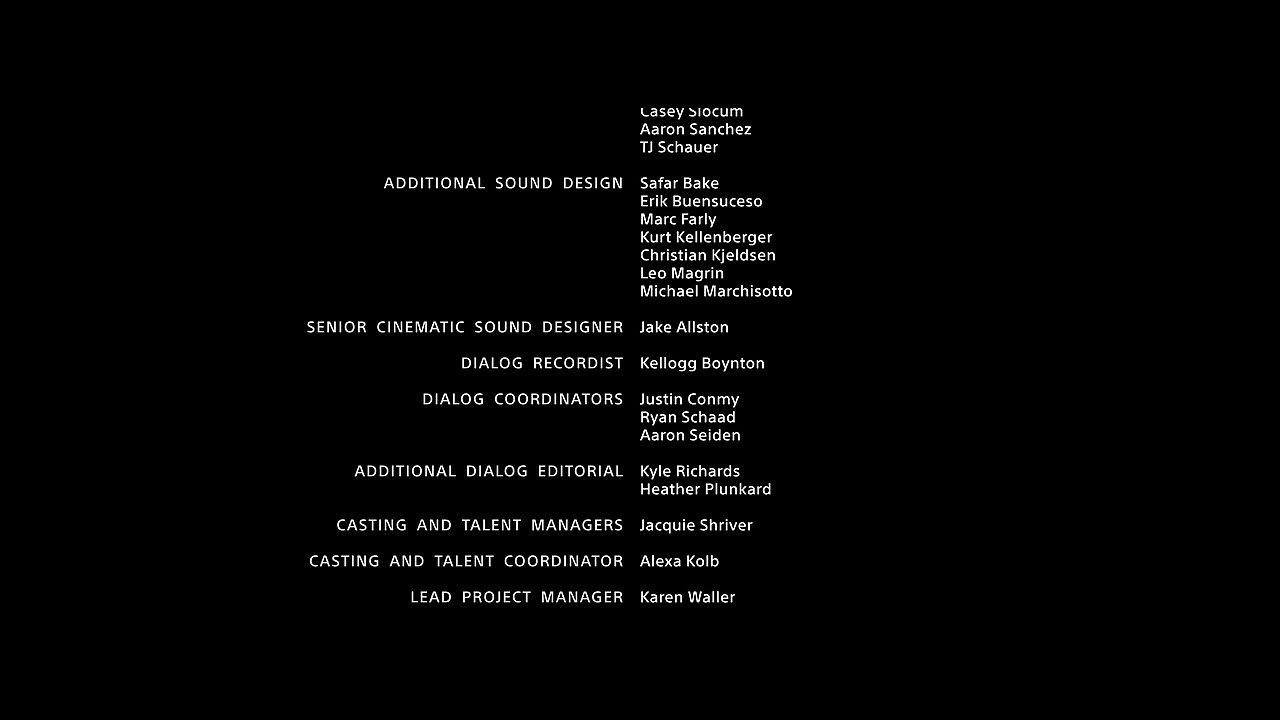 Casey Slocum
Aaron Sanchez
TJ Schauer
ADDITIONAL SOUND DESIGN Safar Bake
Erik Buensuceso
Marc Farly
Kurt Kellenberger
Christian Kjeldsen
Leo Magrin
Michael Marchisotto
SENIOR CINEMATIC SOUND DESIGNER Jake Allston
DIALOG RECORDIST Kellogg Boynton
DIALOG COORDINATORS Justin Conmy
Ryan Schaad
Aaron Seiden
ADDITIONAL DIALOG EDITORIAL Kyle Richards
Heather Plunkard
CASTING AND TALENT MANAGERS Jacquie Shriver
CASTING AND TALENT COORDINATOR Alexa Kolb
LEAD PROJECT MANAGER Karen Waller